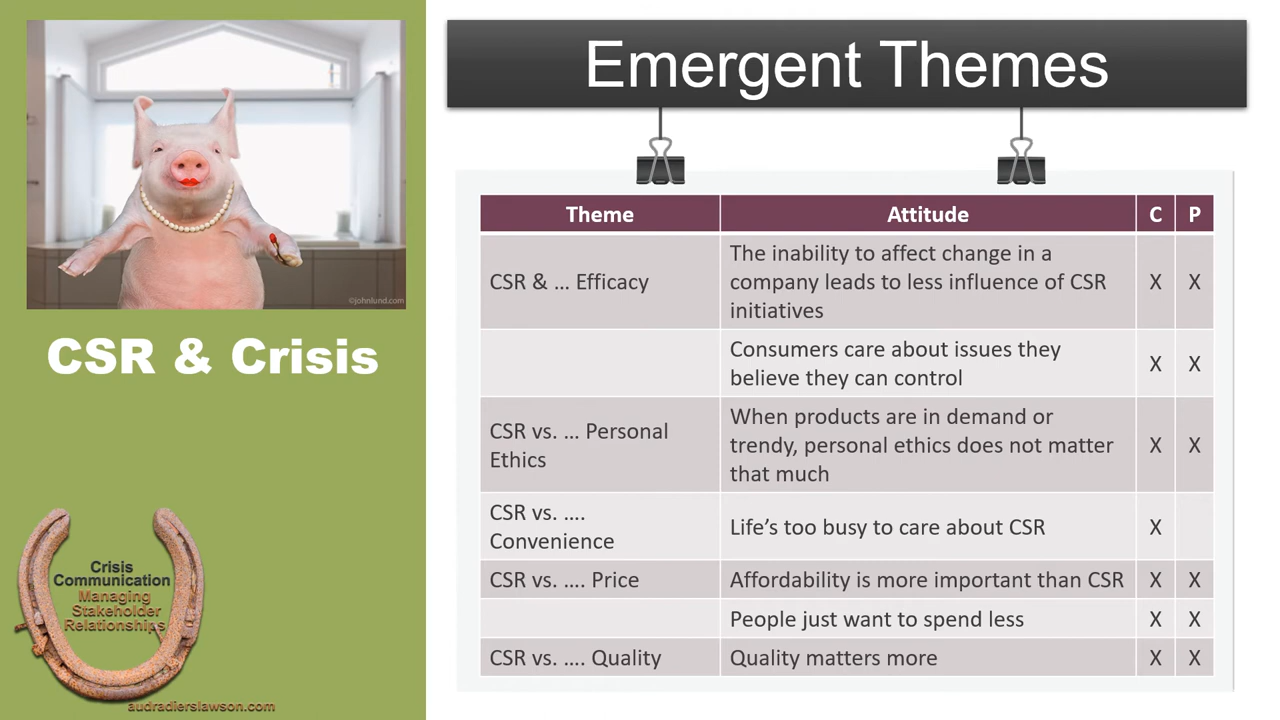 ©johnlund.com
CSR & Crisis
Crisis
Communication
Managing
Stakeholder
Relationships
audradierslawson.com
Emergent Themes
Theme Attitude C P
CSR & ... Efficacy
The inability to affect change in a
company leads to less influence of CSR
initiatives
X X
Consumers care about issues they
believe they can control
X X
CSR vs. ... Personal
Ethics
When products are in demand or
trendy, personal ethics does not matter
that much
X X
CSR vs. ....
Convenience
Life's too busy to care about CSR
X
CSR vs. .... Price Affordability is more important than CSR X X
People just want to spend less X X
CSR vs. .... Quality Quality matters more X X